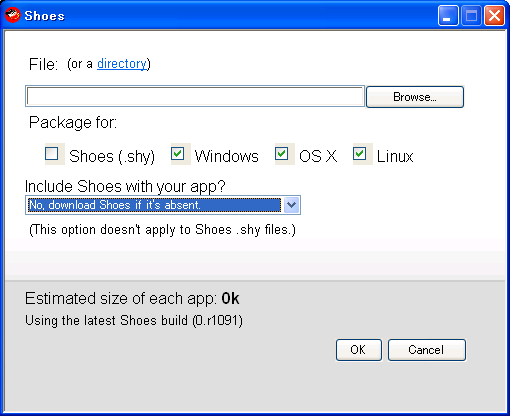 Shoes
File: (or a directory)
Browse...
Package for:
Shoes (.shy) Windows OS X Linux
Include Shoes with your app?
No, download Shoes if it's absent.
(This option doesn't apply to Shoes .shy files.)
Estimated size of each app: 0k
Using the latest Shoes build (0.r1091)
OK Cancel